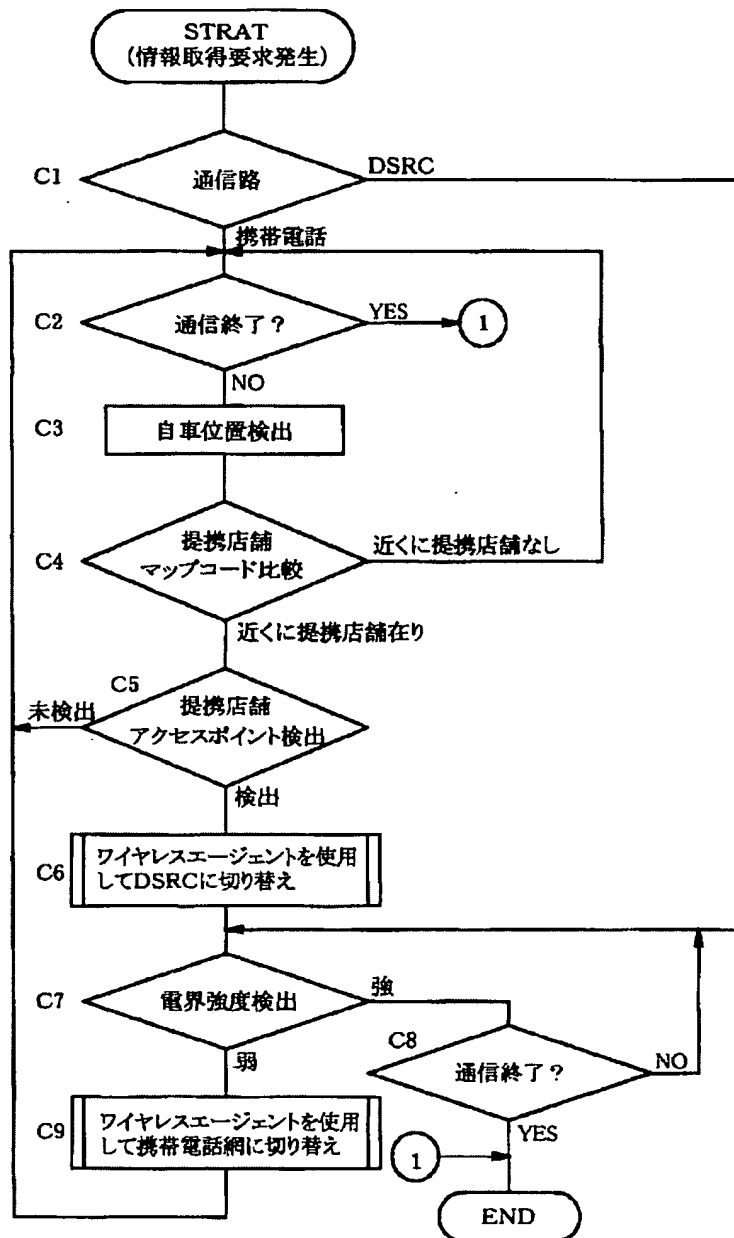 STRAT
(情報取得要求発生)
C1
通信路
DSRC
携帯電話
C2
通信終了？
YES
1
NO
C3
自車位置検出
C4
提携店舗
マップコード比較
近くに提携店舗なし
近くに提携店舗在り
C5
提携店舗
アクセスポイント検出
未検出
検出
C6
ワイヤレスエージェントを使用
してDSRCに切り替え
C7
電界強度検出
強
弱
C8
通信終了？
NO
YES
C9
ワイヤレスエージェントを使用
して携帯電話網に切り替え
1
END